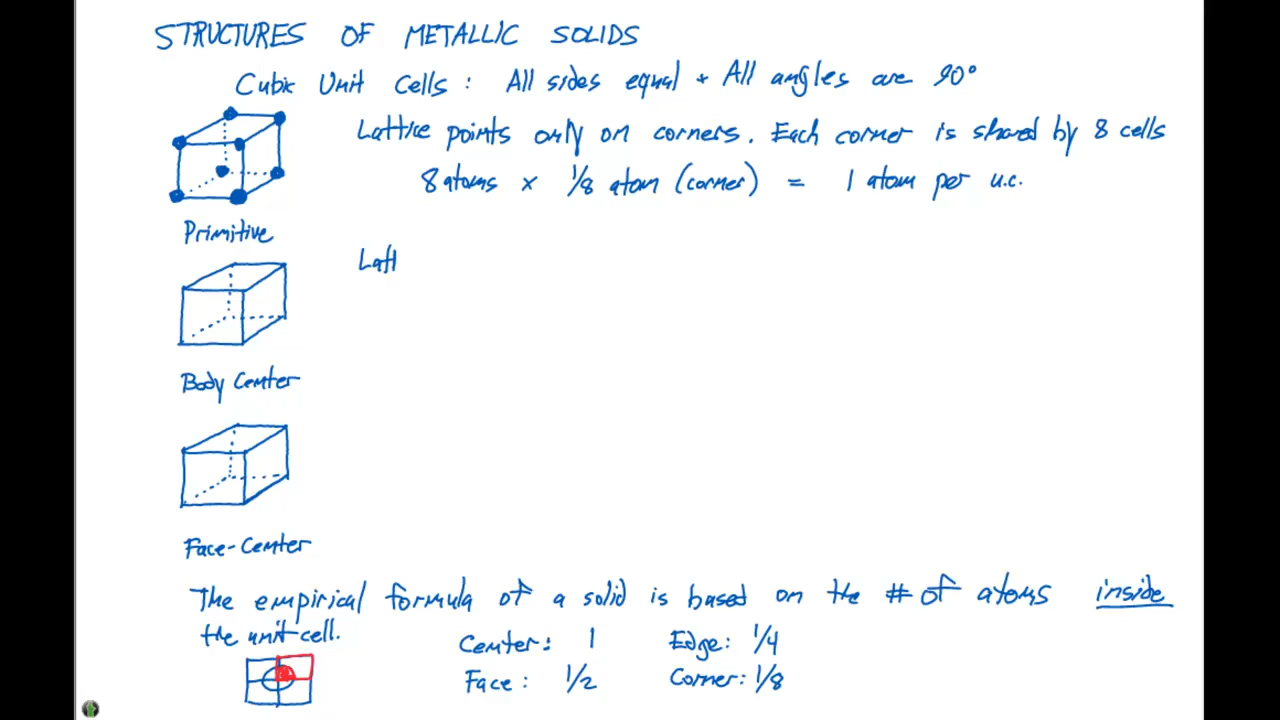 STRUCTURES OF METALLIC SOLIDS
Cubic Unit Cells : All sides equal + All angles are 90°
Lattice points only on corners. Each corner is shared by 8 cells
8 atoms x 1/8 atom (corner) = 1 atom per u.c.
Primitive
Latt
Body Center
Face-Center
The empirical formula of a solid is based on the # of atoms inside
the unit cell.
Center: 1 Edge: 1/4
Face: 1/2 Corner: 1/8